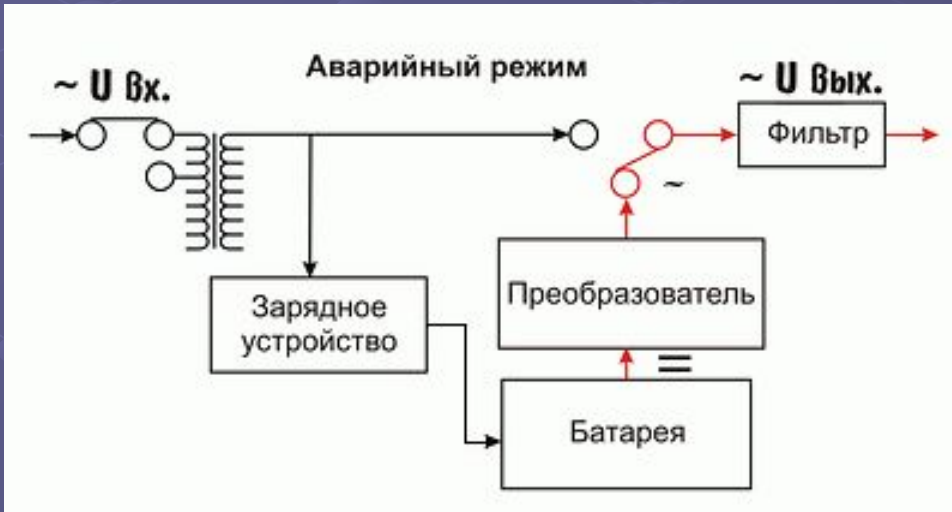 Аварийный режим
~ U вх.
~ U вых.
Фильтр
~
Преобразователь
Зарядное
устройство
=
Батарея